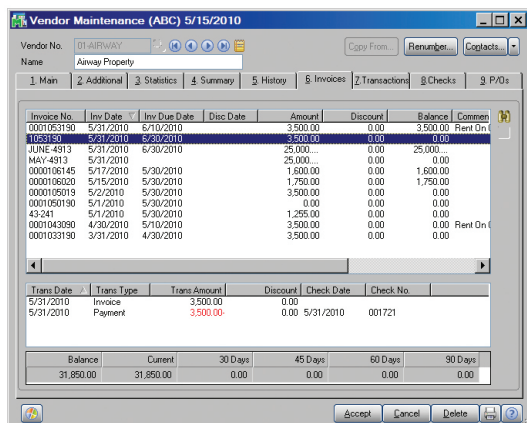 Vendor Maintenance (ABC) 5/15/2010
Vendor No. 01-AIRWAY Copy From... Renumber... Contacts...
Name Airway Property
1. Main 2. Additional 3. Statistics 4. Summary 5. History 6. Invoices 7. Transactions 8. Checks 9. P/Os
Invoice No. Inv Date Inv Due Date Disc Date Amount Discount Balance Commen
0001053190 5/31/2010 6/10/2010 3,500.00 0.00 3,500.00 Rent On (
1053190 5/31/2010 6/30/2010 3,500.00 0.00 0.00
JUNE-4913 5/31/2010 6/30/2010 25,000.... 0.00 25,000....
MAY-4913 5/31/2010 25,000.... 0.00 0.00
0000106145 5/17/2010 5/30/2010 1,600.00 0.00 1,600.00
0000106020 5/15/2010 5/30/2010 1,750.00 0.00 1,750.00
0000105019 5/2/2010 5/30/2010 3,500.00 0.00 0.00
0001050190 5/1/2010 5/30/2010 0.00 0.00 0.00
43-241 5/1/2010 5/30/2010 1,255.00 0.00 0.00
0001043090 4/30/2010 5/10/2010 3,500.00 0.00 0.00 Rent On (
0001033190 3/31/2010 4/30/2010 3,500.00 0.00 0.00
Trans Date Trans Type Trans Amount Discount Check Date Check No.
5/31/2010 Invoice 3,500.00 0.00
5/31/2010 Payment 3,500.00- 0.00 5/31/2010 001721
Balance Current 30 Days 45 Days 60 Days 90 Days
31,850.00 31,850.00 0.00 0.00 0.00 0.00
Accept Cancel Delete